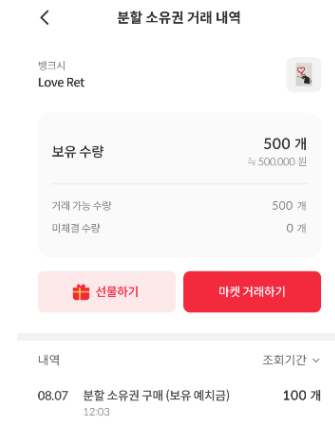 분할 소유권 거래 내역
뱅크시
Love Ret
보유 수량 500 개
≒ 500,000 원
거래 가능 수량 500 개
미체결 수량 0 개
선물하기 마켓 거래하기
내역 조회기간
08.07 분할 소유권 구매 (보유 예치금) 100 개
12:03